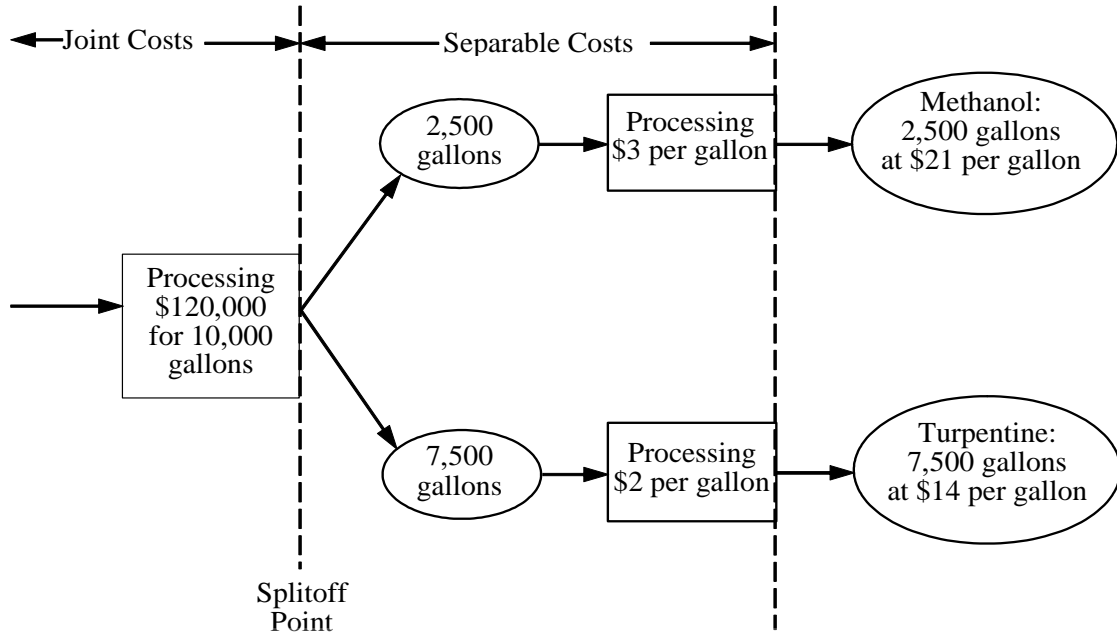 Joint Costs
Separable Costs
2,500
gallons
Processing
$3 per gallon
Methanol:
2,500 gallons
at $21 per gallon
Processing
$120,000
for 10,000
gallons
7,500
gallons
Processing
$2 per gallon
Turpentine:
7,500 gallons
at $14 per gallon
Splitoff
Point